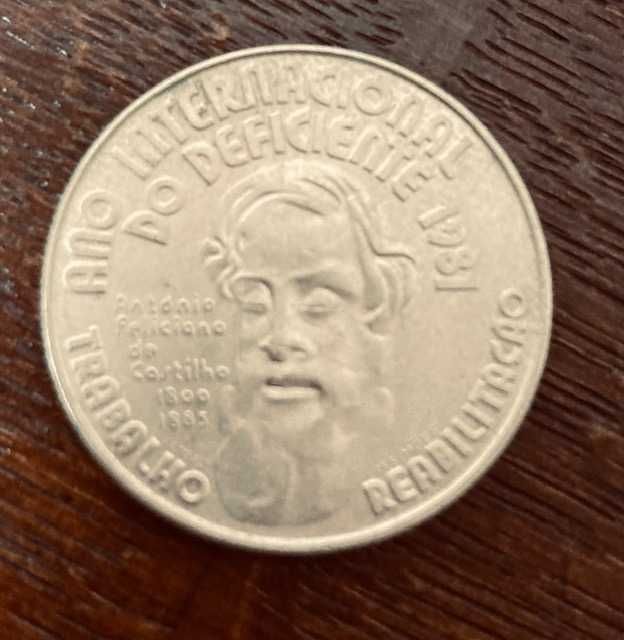 ANO INTERNACIONAL
DO DEFICIENTE 1981
António
Feliciano
de
Castilho
1800
1885
TRABALHO
REABILITAÇÃO